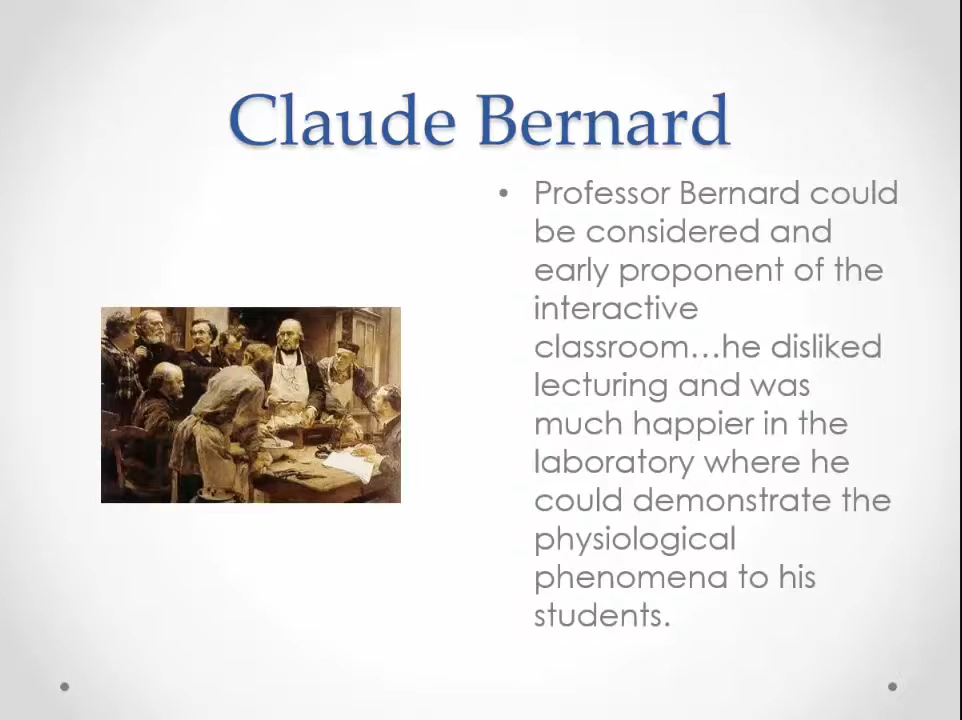 Claude Bernard
• Professor Bernard could
be considered and
early proponent of the
interactive
classroom…he disliked
lecturing and was
much happier in the
laboratory where he
could demonstrate the
physiological
phenomena to his
students.